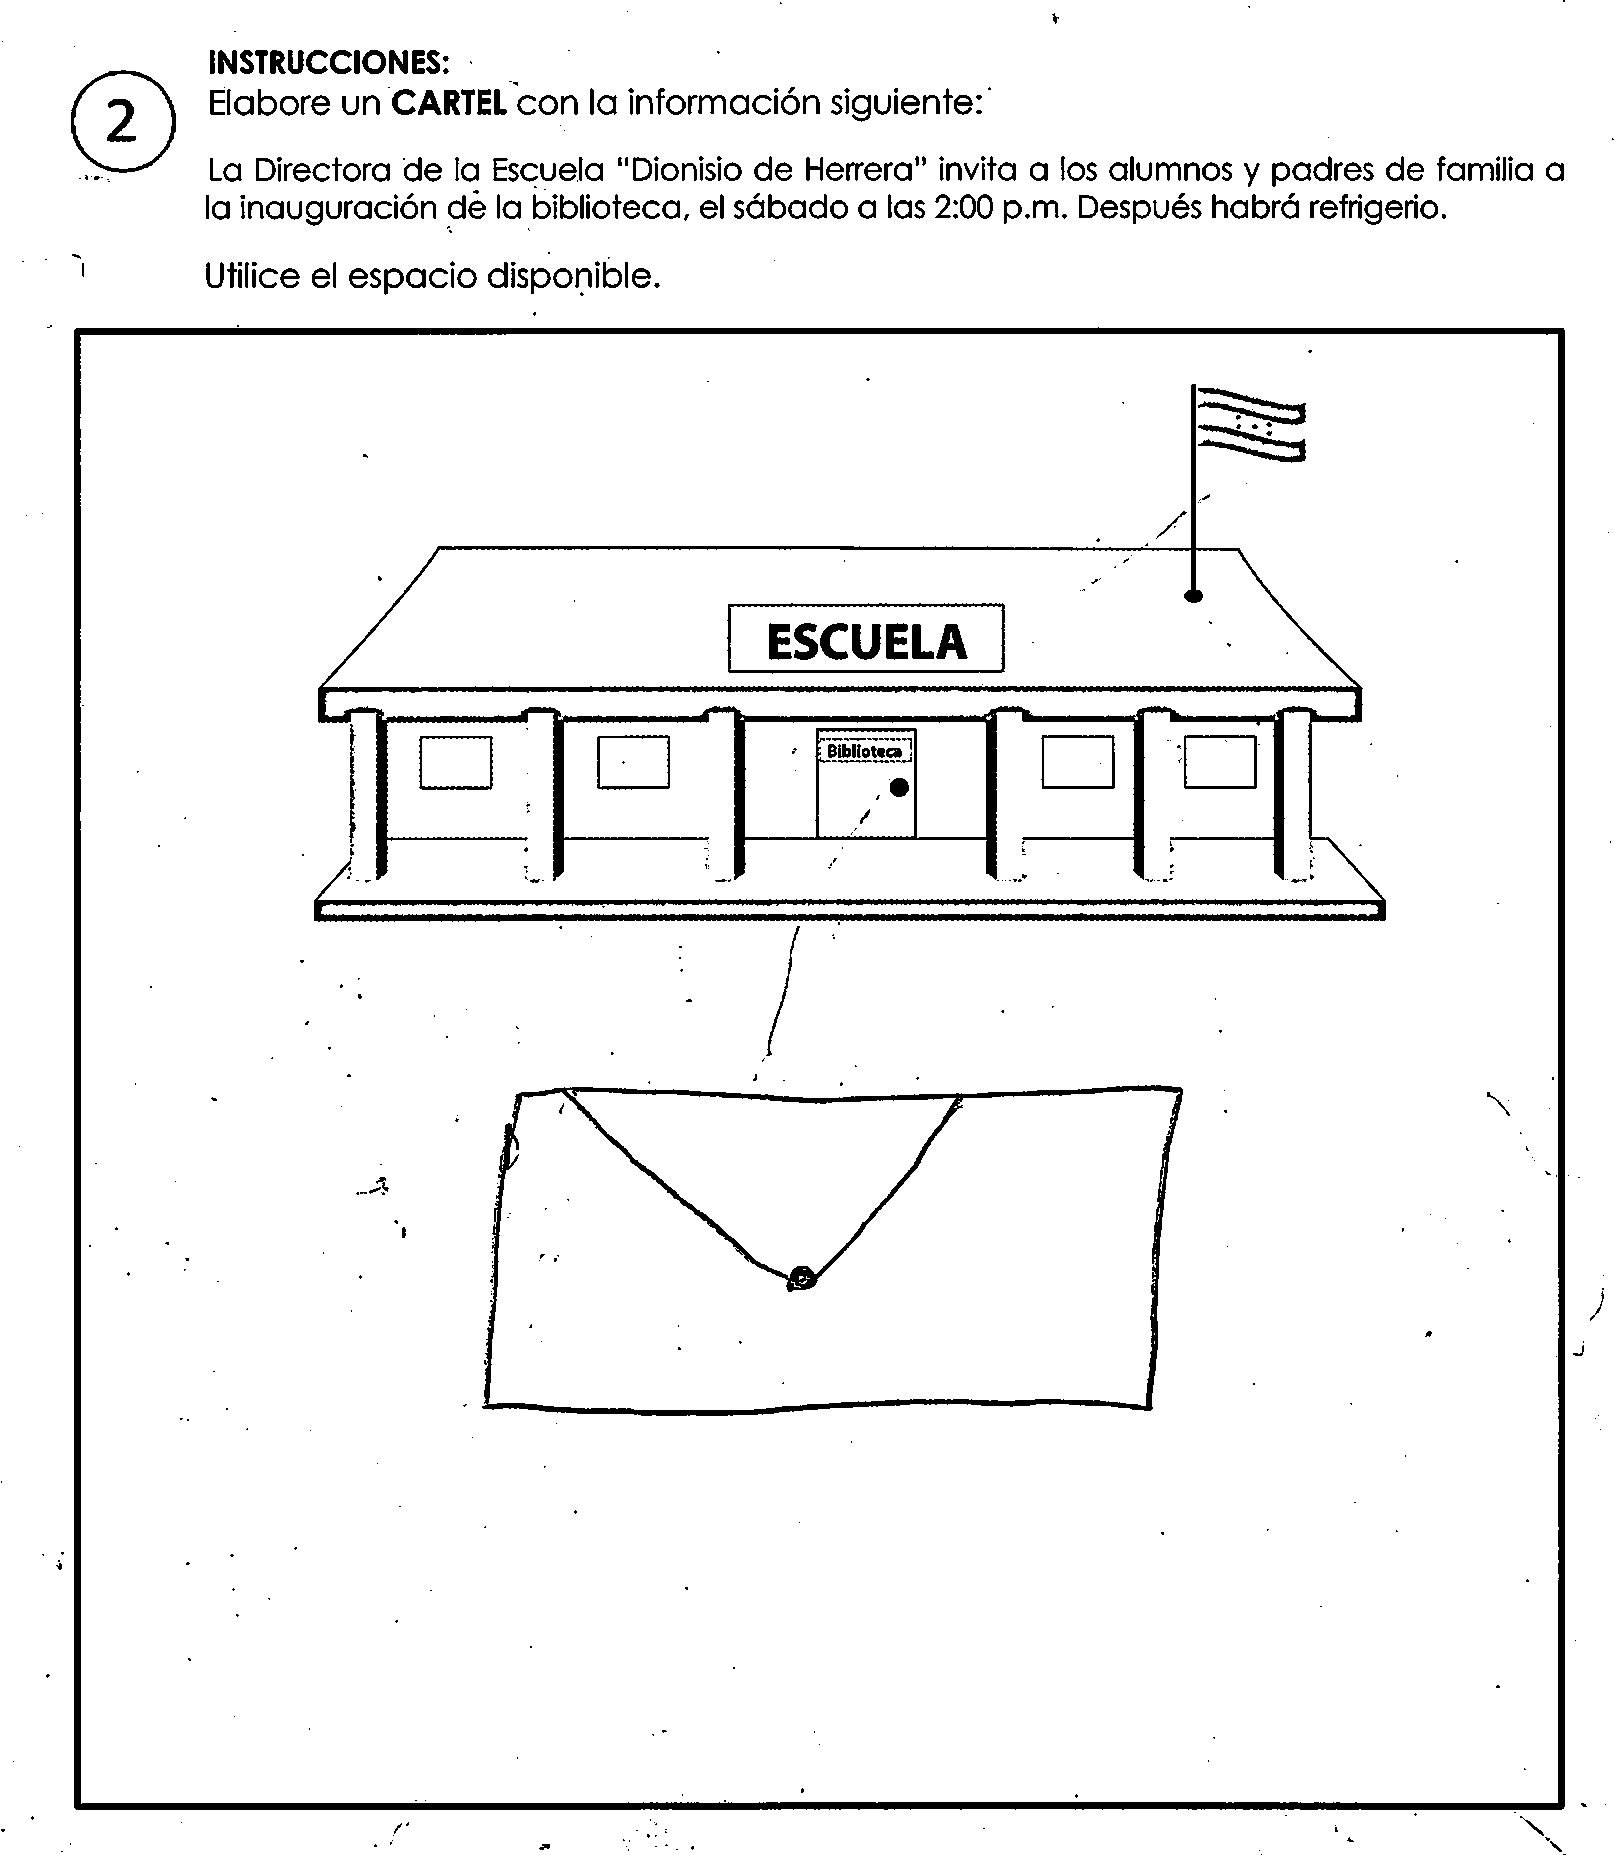 INSTRUCCIONES:
2
Elabore un CARTEL con la información siguiente:
La Directora de la Escuela "Dionisio de Herrera" invita a los alumnos y padres de familia a
la inauguración de la biblioteca, el sábado a las 2:00 p.m. Después habrá refrigerio.
Utilice el espacio disponible.
ESCUELA
Biblioteca